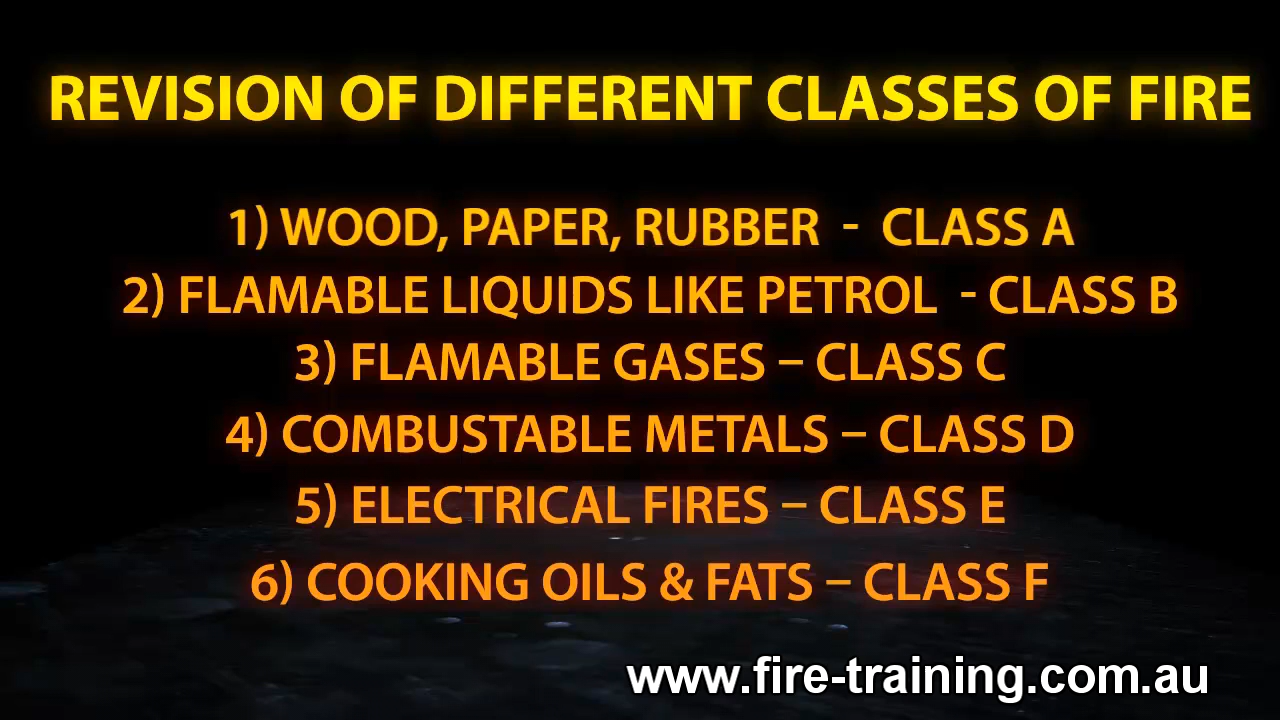 REVISION OF DIFFERENT CLASSES OF FIRE
1) WOOD, PAPER, RUBBER - CLASS A
2) FLAMABLE LIQUIDS LIKE PETROL - CLASS B
3) FLAMABLE GASES – CLASS C
4) COMBUSTABLE METALS – CLASS D
5) ELECTRICAL FIRES – CLASS E
6) COOKING OILS & FATS – CLASS F
www.fire-training.com.au